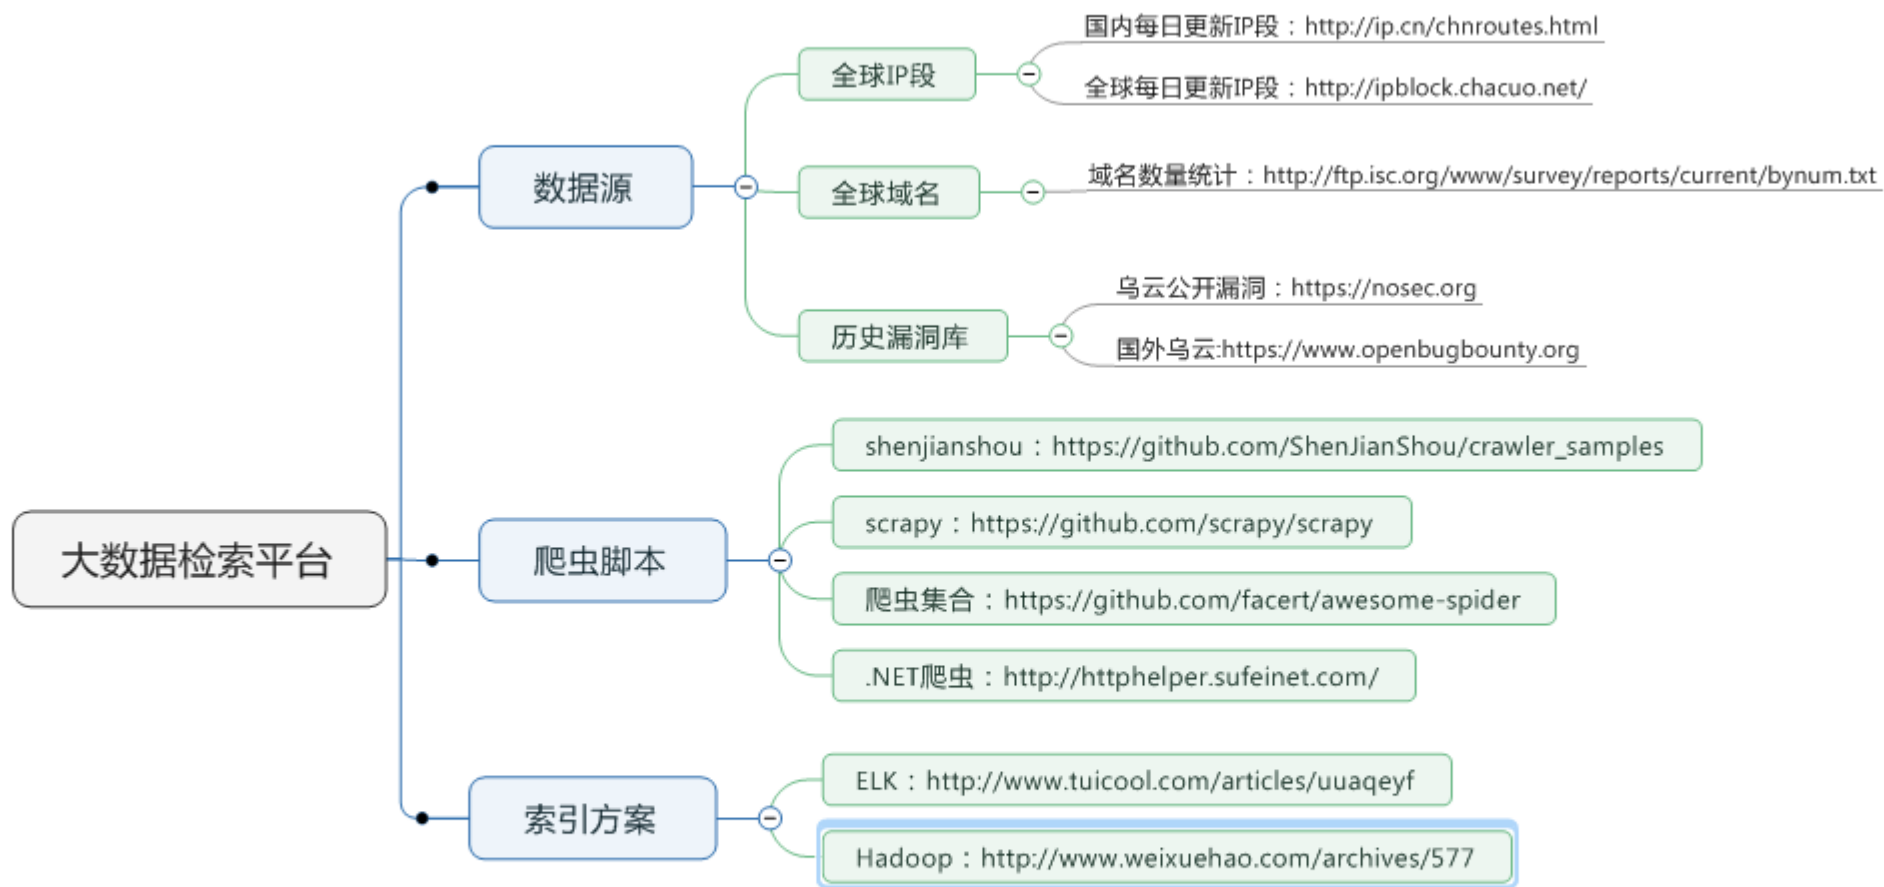 大数据检索平台
数据源
全球IP段
国内每日更新IP段：http://ip.cn/chnroutes.html
全球每日更新IP段：http://ipblock.chacuo.net/
全球域名
域名数量统计：http://ftp.isc.org/www/survey/reports/current/bynum.txt
历史漏洞库
乌云公开漏洞：https://nosec.org
国外乌云:https://www.openbugbounty.org
爬虫脚本
shenjianshou：https://github.com/ShenJianShou/crawler_samples
scrapy：https://github.com/scrapy/scrapy
爬虫集合：https://github.com/facert/awesome-spider
.NET爬虫：http://httphelper.sufeinet.com/
索引方案
ELK：http://www.tuicool.com/articles/uuaqeyf
Hadoop：http://www.weixuehao.com/archives/577